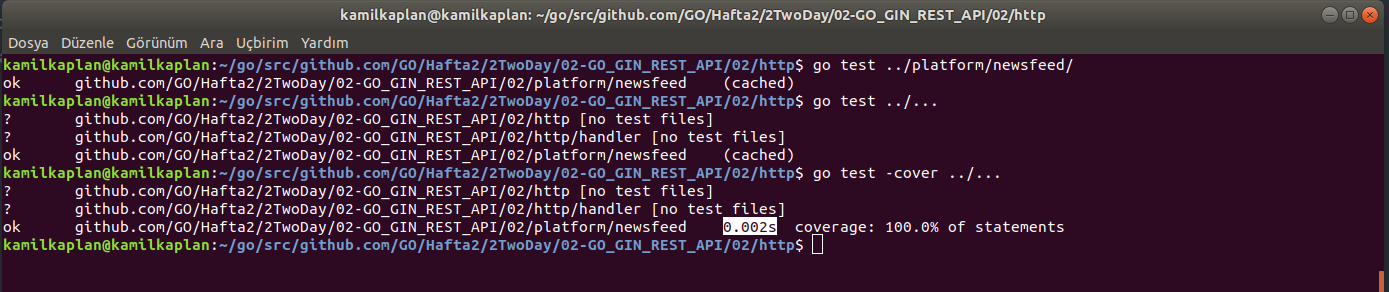 kamilkaplan@kamilkaplan: ~/go/src/github.com/GO/Hafta2/2TwoDay/02-GO_GIN_REST_API/02/http
Dosya Düzenle Görünüm Ara Uçbirim Yardım
kamilkaplan@kamilkaplan:~/go/src/github.com/GO/Hafta2/2TwoDay/02-GO_GIN_REST_API/02/http$ go test ../platform/newsfeed/
ok github.com/GO/Hafta2/2TwoDay/02-GO_GIN_REST_API/02/platform/newsfeed (cached)
kamilkaplan@kamilkaplan:~/go/src/github.com/GO/Hafta2/2TwoDay/02-GO_GIN_REST_API/02/http$ go test ../...
? github.com/GO/Hafta2/2TwoDay/02-GO_GIN_REST_API/02/http [no test files]
? github.com/GO/Hafta2/2TwoDay/02-GO_GIN_REST_API/02/http/handler [no test files]
ok github.com/GO/Hafta2/2TwoDay/02-GO_GIN_REST_API/02/platform/newsfeed (cached)
kamilkaplan@kamilkaplan:~/go/src/github.com/GO/Hafta2/2TwoDay/02-GO_GIN_REST_API/02/http$ go test -cover ../...
? github.com/GO/Hafta2/2TwoDay/02-GO_GIN_REST_API/02/http [no test files]
? github.com/GO/Hafta2/2TwoDay/02-GO_GIN_REST_API/02/http/handler [no test files]
ok github.com/GO/Hafta2/2TwoDay/02-GO_GIN_REST_API/02/platform/newsfeed 0.002s coverage: 100.0% of statements
kamilkaplan@kamilkaplan:~/go/src/github.com/GO/Hafta2/2TwoDay/02-GO_GIN_REST_API/02/http$